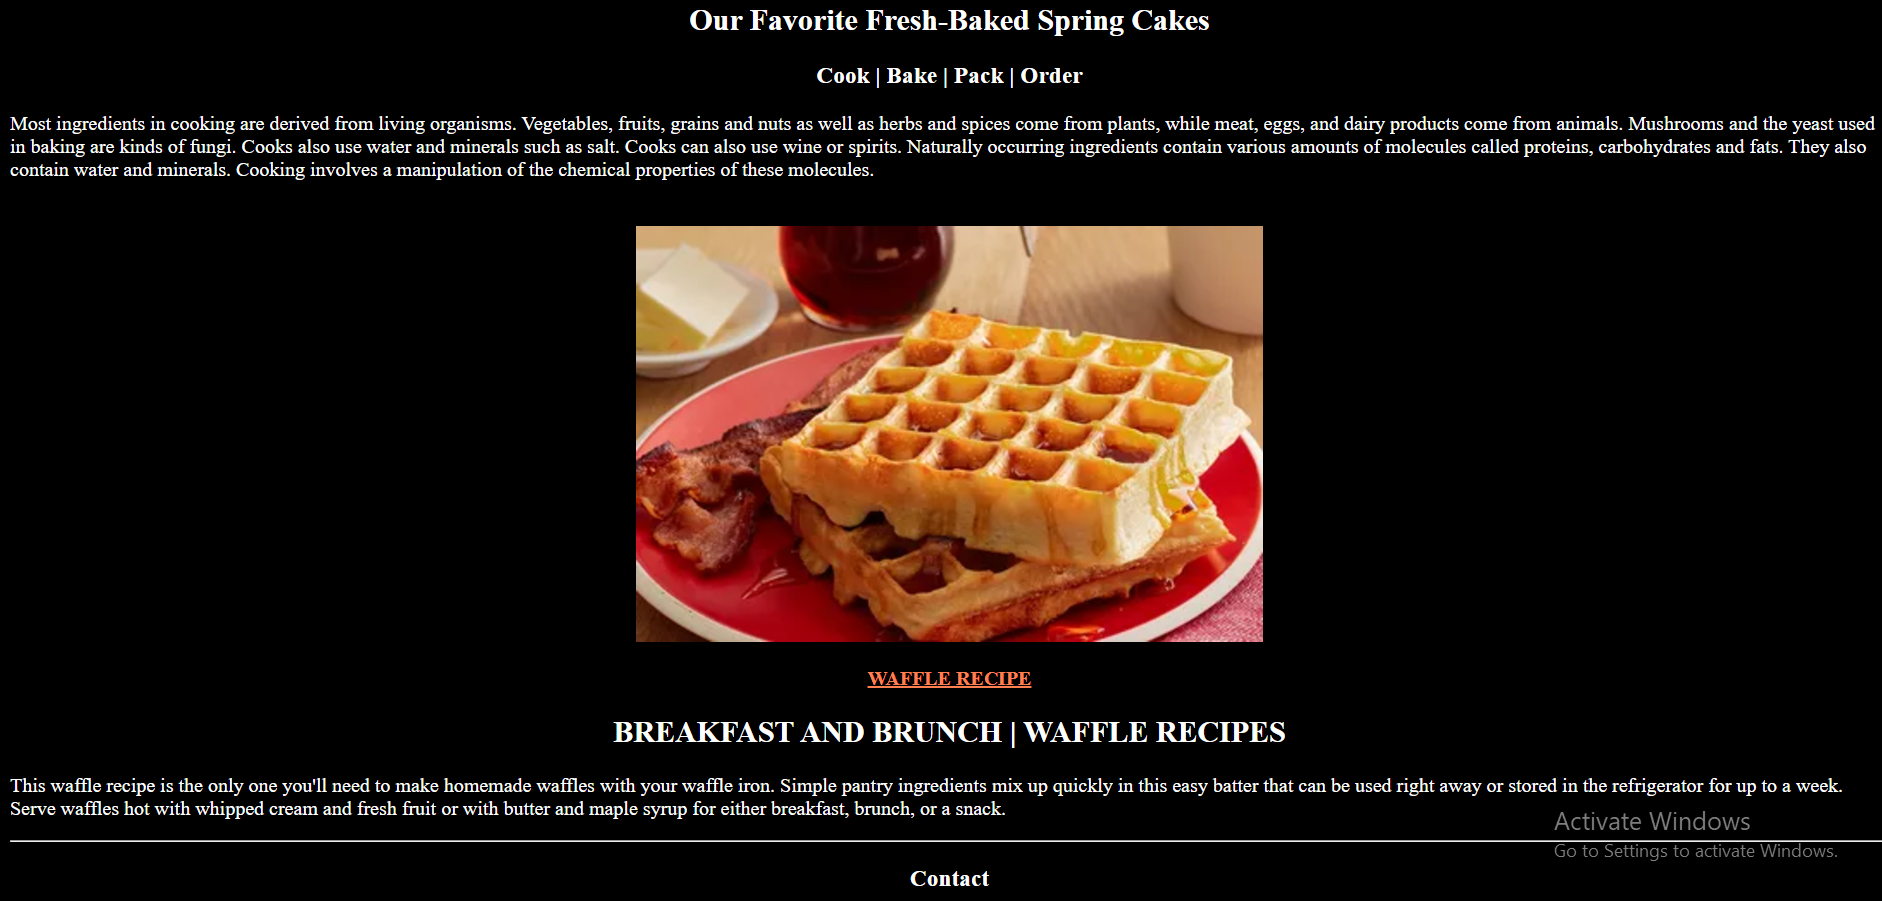 Our Favorite Fresh-Baked Spring Cakes
Cook | Bake | Pack | Order
Most ingredients in cooking are derived from living organisms. Vegetables, fruits, grains and nuts as well as herbs and spices come from plants, while meat, eggs, and dairy products come from animals. Mushrooms and the yeast used
in baking are kinds of fungi. Cooks also use water and minerals such as salt. Cooks can also use wine or spirits. Naturally occurring ingredients contain various amounts of molecules called proteins, carbohydrates and fats. They also
contain water and minerals. Cooking involves a manipulation of the chemical properties of these molecules.
WAFFLE RECIPE
BREAKFAST AND BRUNCH | WAFFLE RECIPES
This waffle recipe is the only one you'll need to make homemade waffles with your waffle iron. Simple pantry ingredients mix up quickly in this easy batter that can be used right away or stored in the refrigerator for up to a week.
Serve waffles hot with whipped cream and fresh fruit or with butter and maple syrup for either breakfast, brunch, or a snack.
Activate Windows
Go to Settings to activate Windows.
Contact